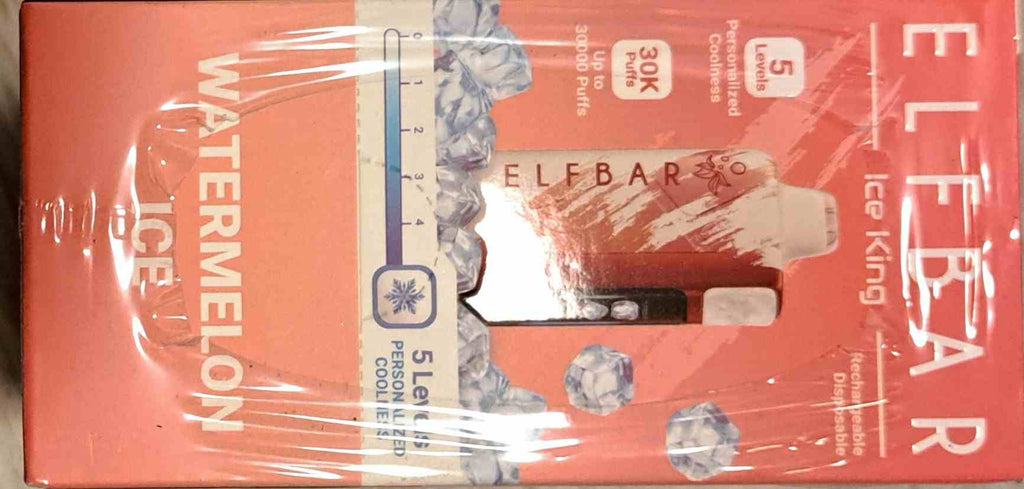 ELFBAR
Ice King
Rechargeable
Disposable
5
Levels
Personalized
Coolness
30K
Puffs
Up to
30000 Puffs
ELFBAR
0 1 2 3 4
5 Levels
PERSONALIZED
COOLNESS
WATERMELON
ICE